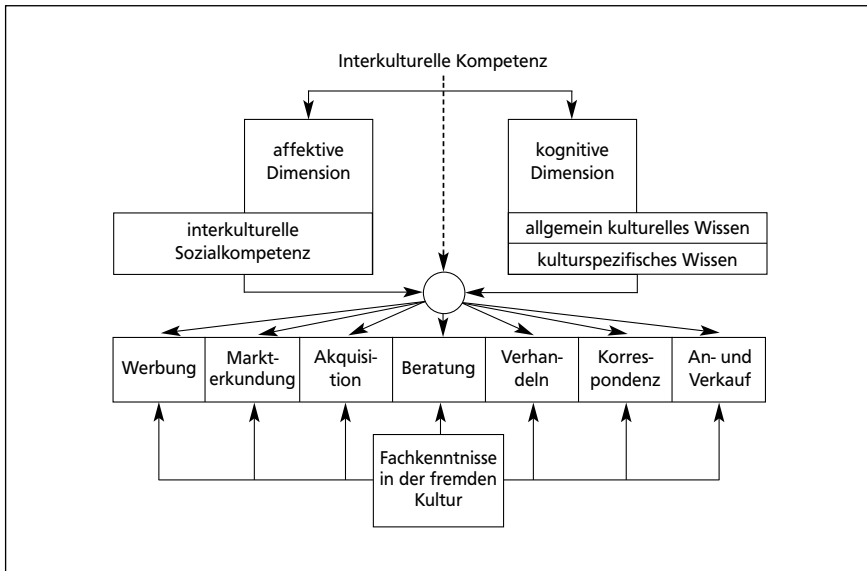 Interkulturelle Kompetenz
affektive
Dimension
kognitive
Dimension
interkulturelle
Sozialkompetenz
allgemein kulturelles Wissen
kulturspezifisches Wissen
Werbung
Markt-
erkundung
Akquisi-
tion
Beratung
Verhan-
deln
Korres-
pondenz
An- und
Verkauf
Fachkenntnisse
in der fremden
Kultur